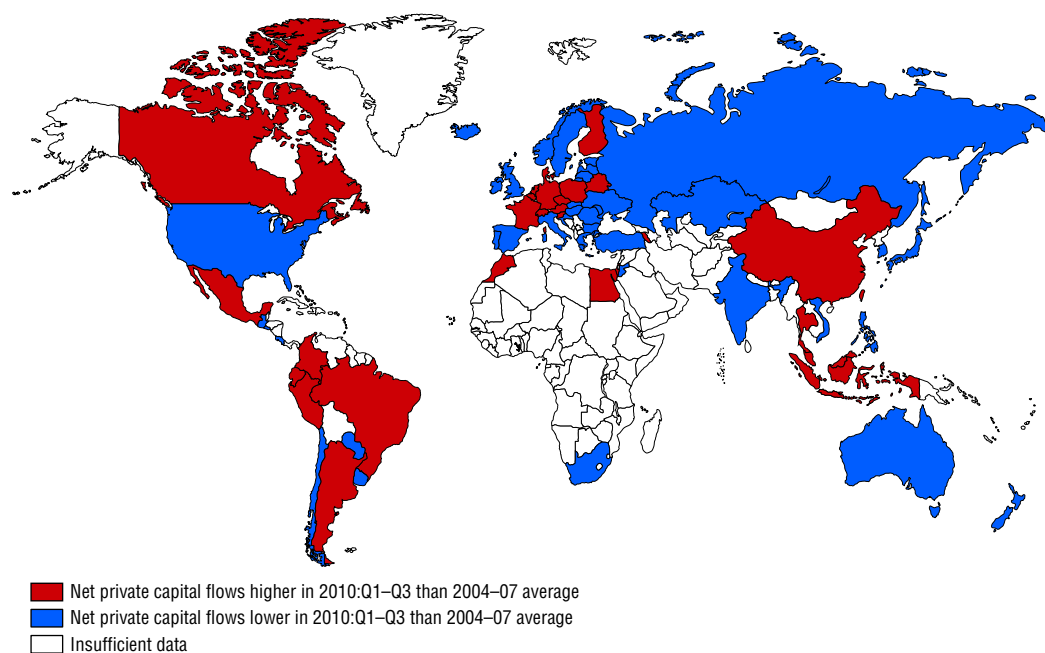 Net private capital flows higher in 2010:Q1–Q3 than 2004–07 average
Net private capital flows lower in 2010:Q1–Q3 than 2004–07 average
Insufficient data